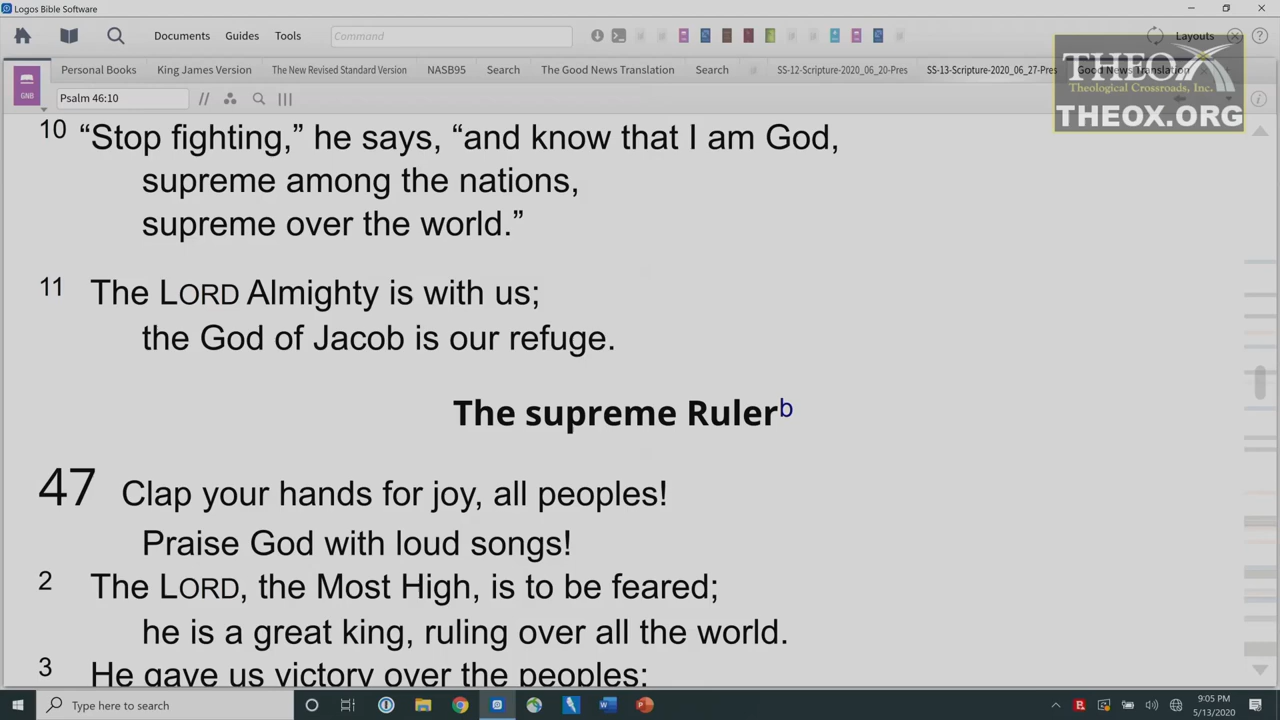 Logos Bible Software
Documents Guides Tools Command Layouts
Personal Books King James Version The New Revised Standard Search The Good News Translation Search SS-12-Scripture-2020_06_20-Pres SS-13-Scripture-2020_06_27-Pres Good News Translation
THEOX
Theological Crossroads, Inc.
THEOX.ORG
GNB Psalm 46:10
10 “Stop fighting,” he says, “and know that I am God,
supreme among the nations,
supreme over the world.”
11 The LORD Almighty is with us;
the God of Jacob is our refuge.
The supreme Ruler b
47 Clap your hands for joy, all peoples!
Praise God with loud songs!
2 The LORD, the Most High, is to be feared;
he is a great king, ruling over all the world.
3 He gave us victory over the peoples;
Type here to search
9:05 PM
5/13/2020